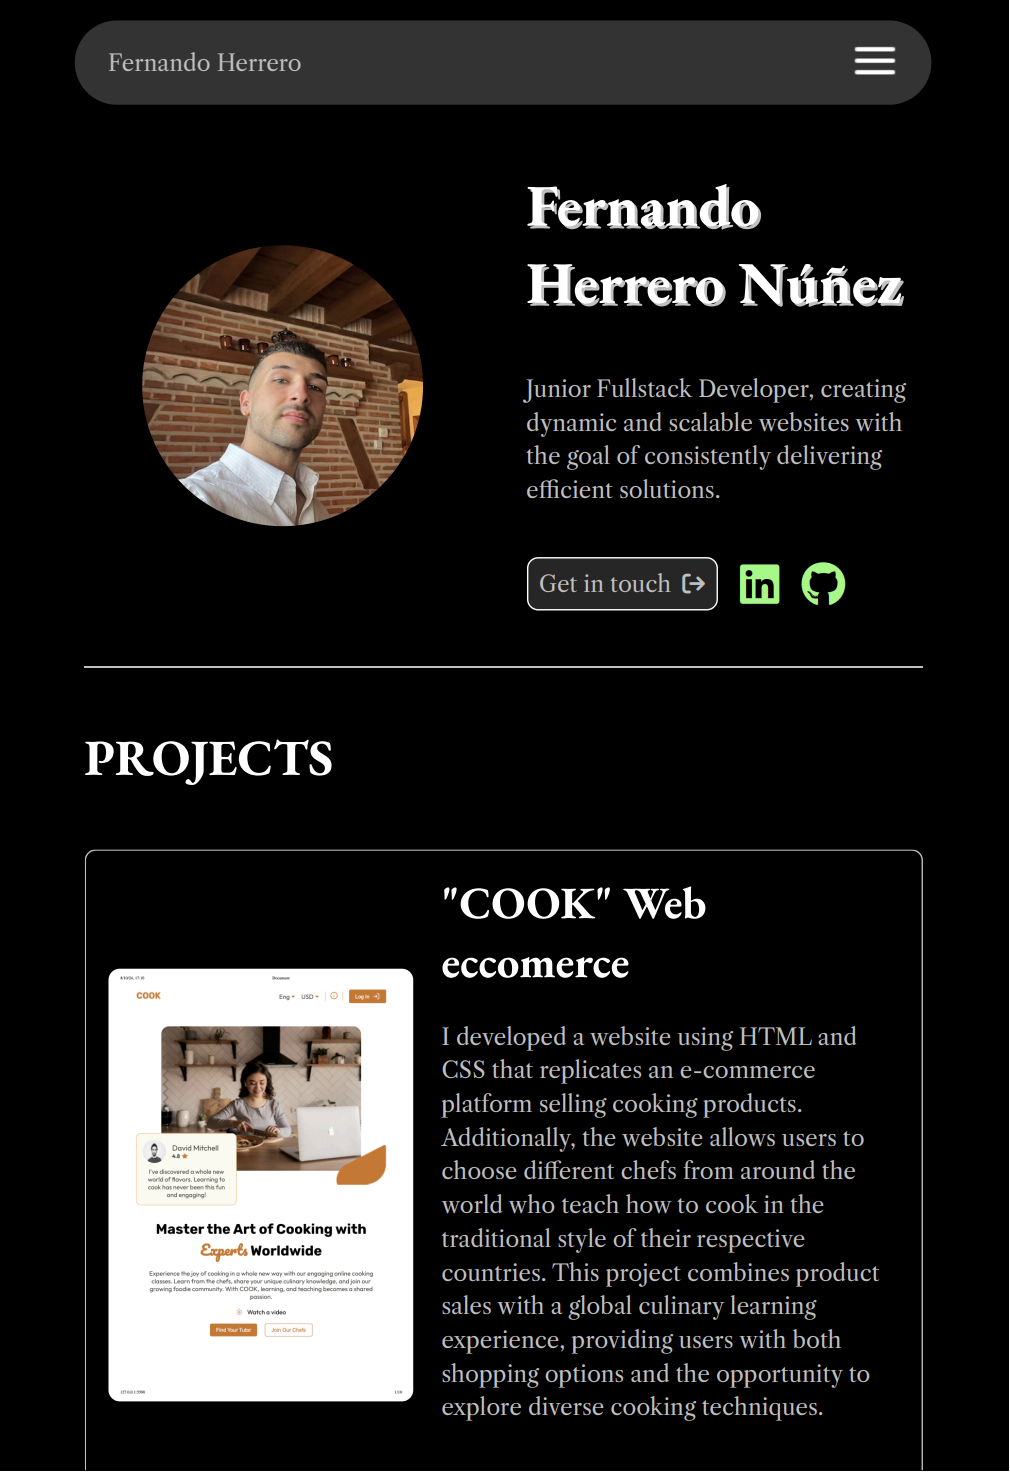 Fernando Herrero
Fernando
Herrero Núñez
Junior Fullstack Developer, creating
dynamic and scalable websites with
the goal of consistently delivering
efficient solutions.
Get in touch
in
PROJECTS
"COOK" Web
eccomerce
I developed a website using HTML and
CSS that replicates an e-commerce
platform selling cooking products.
Additionally, the website allows users to
choose different chefs from around the
world who teach how to cook in the
traditional style of their respective
countries. This project combines product
sales with a global culinary learning
experience, providing users with both
shopping options and the opportunity to
explore diverse cooking techniques.
Document
COOK
Eng
USD
Log In
David Mitchell
4.8
I've discovered a whole new
world of flavors. Learning to
cook has never been this fun
and engaging!
Master the Art of Cooking with
Experts Worldwide
Experience the joy of cooking in a whole new way with our engaging online cooking
classes. Learn from the chefs, share your unique culinary knowledge, and join our
growing foodie community. With COOK, learning, and teaching becomes a shared
passion.
Watch a video
Find Your Tutor
Join Our Chefs